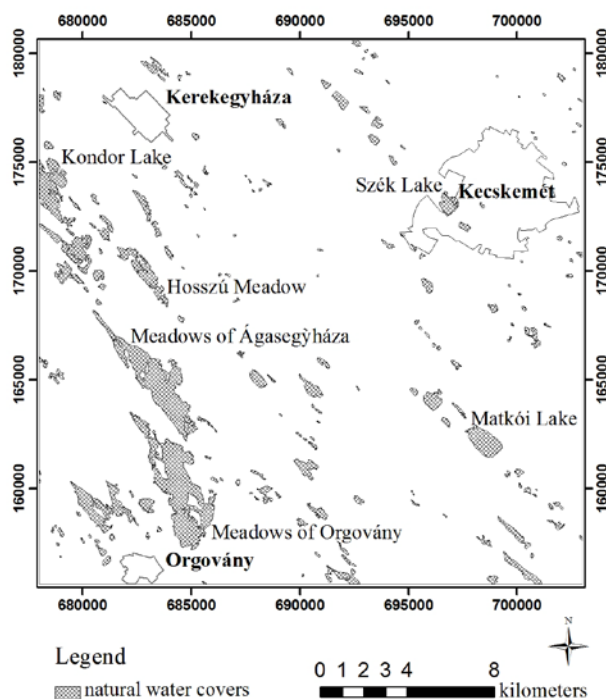 680000 685000 690000 695000 700000
180000 180000
Kerekegyháza
175000 175000
Kondor Lake
Szék Lake Kecskemét
170000 170000
Hosszú Meadow
Meadows of Ágasegỳháza
165000 165000
Matkói Lake
160000 160000
Meadows of Orgovány
Orgovány
680000 685000 690000 695000 700000
N
Legend
natural water covers
0 1 2 3 4 8
kilometers